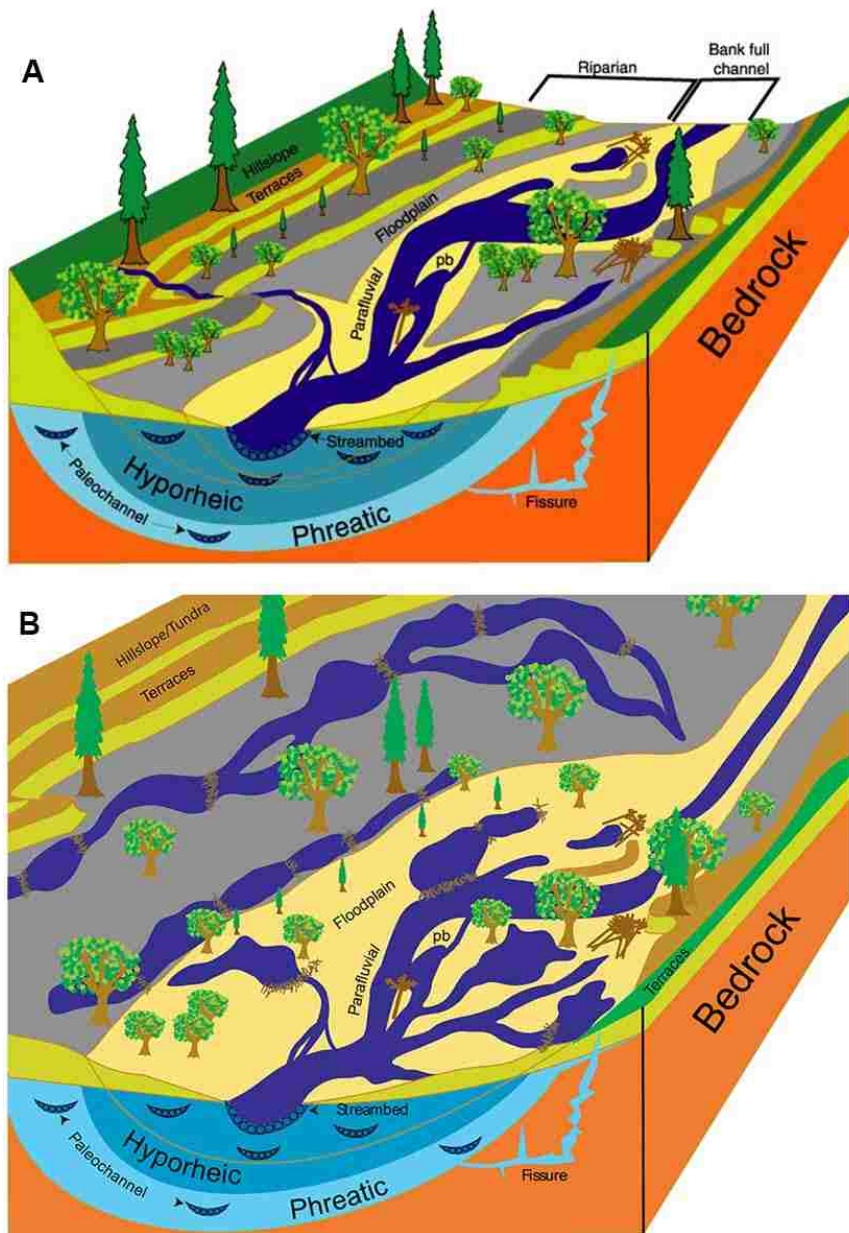 A
Riparian
Bank full
channel
Hillslope
Terraces
Floodplain
Parafluvial
pb
Bedrock
Streambed
Paleochannel
Hyporheic
Phreatic
Fissure
B
Hillslope/Tundra
Terraces
Floodplain
Parafluvial
pb
Terraces
Bedrock
Streambed
Paleochannel
Hyporheic
Phreatic
Fissure